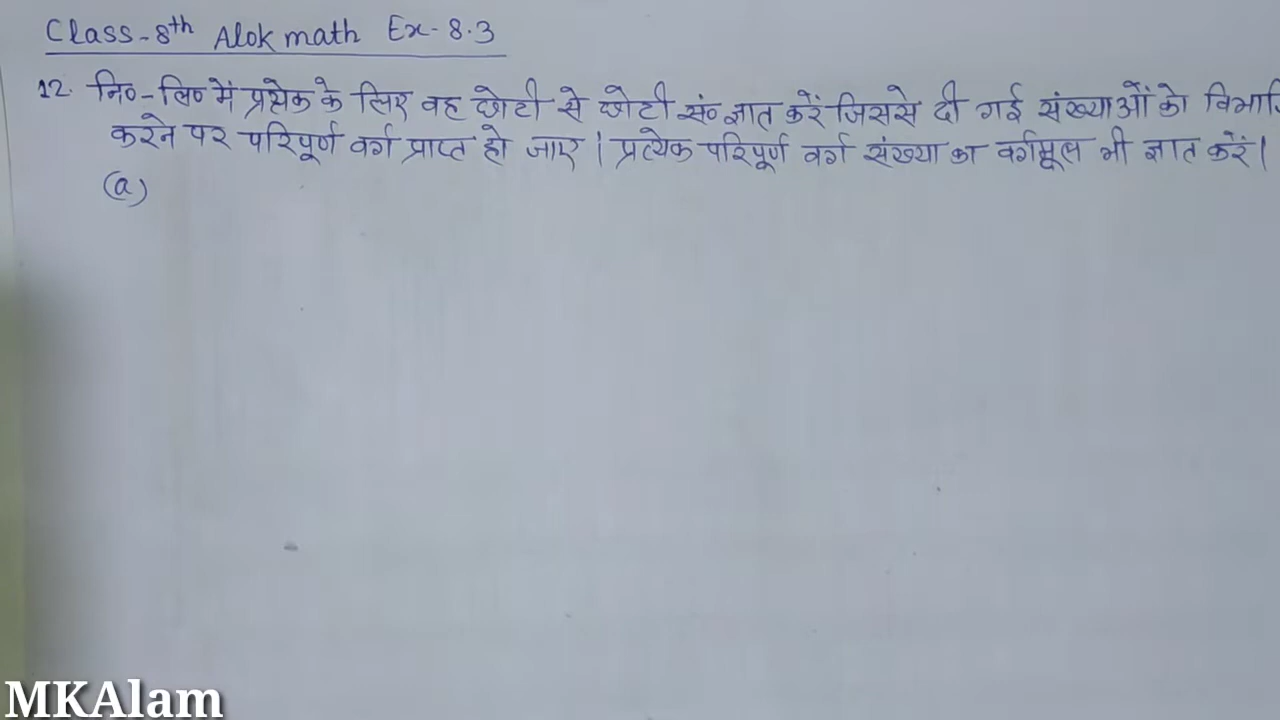 Class-8th Alok math Ex-8.3
12. नि०-लि० में प्रत्येक के लिए वह छोटी से छोटी सं० ज्ञात करें जिससे दी गई संख्याओं को
करने पर परिपूर्ण वर्ग प्राप्त हो जाए । प्रत्येक परिपूर्ण वर्ग संख्या का वर्गमूल भी ज्ञात करें।
(a)
MKAlam